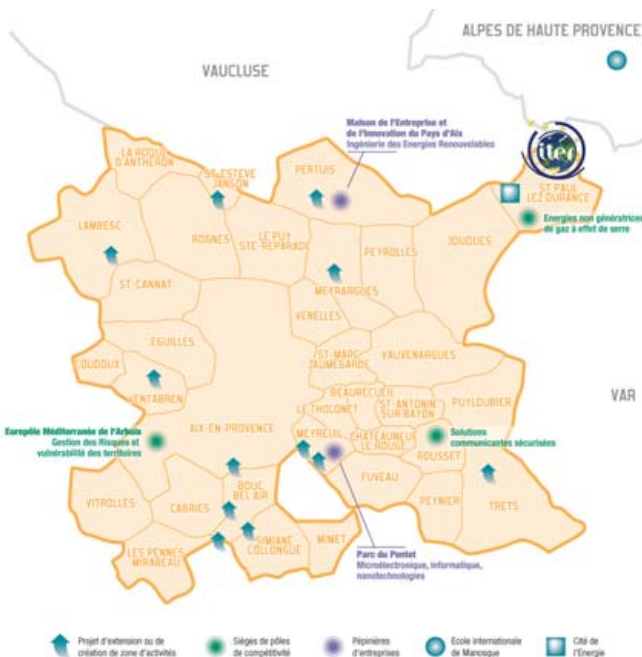 ALPES DE HAUTE PROVENCE
VAUCLUSE
Maison de l'Entreprise et
de l'Innovation du Pays d'Aix
Ingénierie des Energies Renouvelables
iter
LA ROQUE
D'ANTHERON
ST-ESTEVE
JANSON
PERTUIS
ST PAUL
LEZ DURANCE
Energies non génératrices
de gaz à effet de serre
LAMBESC
ROGNES
LE PUY
STE-REPARADE
PEYROLLES
JOUQUES
ST-CANNAT
MEYRARGUES
VENELLES
EGUILLES
ST-MARC
JAUMEGARDE
VAUVENARGUES
COUDOUX
VENTABREN
BEAURECUEIL
ST-ANTONIN
SUR BAYON
PUYLOUBIER
VAR
LE THOLONET
Europôle Méditerranée de l'Arbois
Gestion des Risques et
vulnérabilité des territoires
AIX-EN-PROVENCE
MEYREUIL
CHATEAUNEUF
LE ROUGE
Solutions
communicantes sécurisées
ROUSSET
VITROLLES
CABRIES
BOUC
BEL AIR
FUVEAU
PEYNIER
TRETS
LES PENNES
MIRABEAU
SIMIANE
COLLONGUE
MIMET
Parc du Pontet
Microélectronique, informatique,
nanotechnologies
Projet d'extension ou de
création de zone d'activités
Sièges de pôles
de compétitivité
Pépinières
d'entreprises
Ecole internationale
de Manosque
Cité de
l'Energie